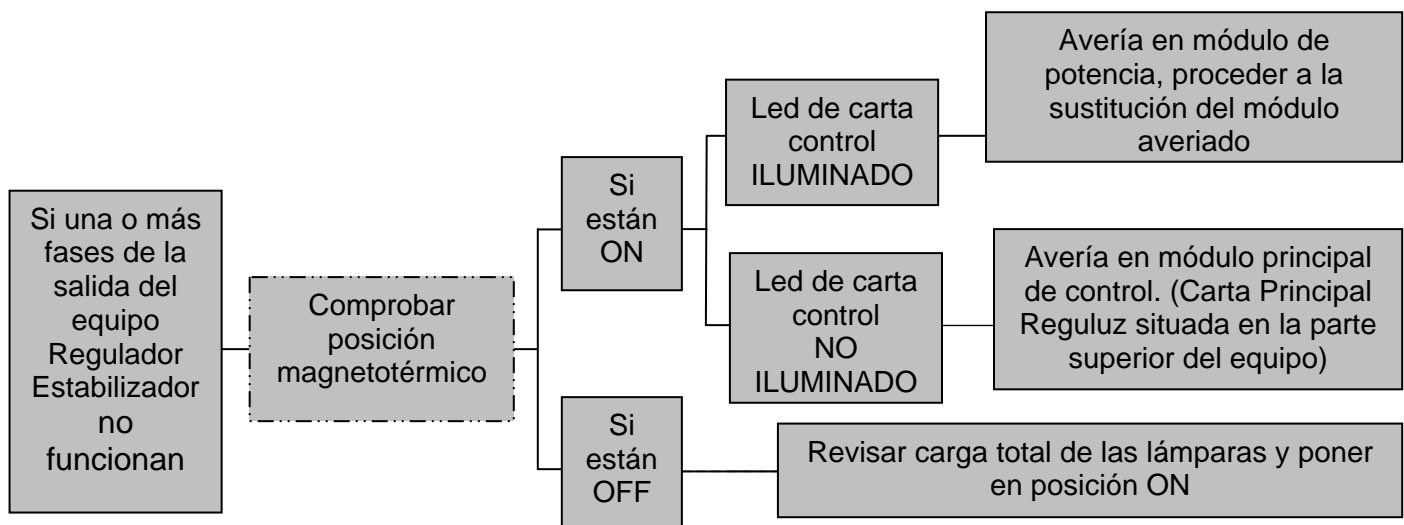 Si una o más
fases de la
salida del
equipo
Regulador
Estabilizador
no
funcionan
Comprobar
posición
magnetotérmico
Si
están
ON
Led de carta
control
ILUMINADO
Avería en módulo de
potencia, proceder a la
sustitución del módulo
averiado
Led de carta
control
NO
ILUMINADO
Avería en módulo principal
de control. (Carta Principal
Reguluz situada en la parte
superior del equipo)
Si
están
OFF
Revisar carga total de las lámparas y poner
en posición ON